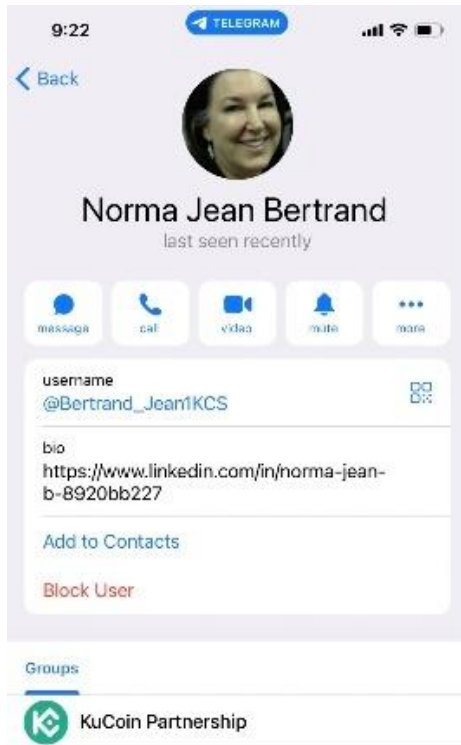 9:22
TELEGRAM
Back
Norma Jean Bertrand
last seen recently
message call video mute more
username
@Bertrand_Jean1KCS
bio
https://www.linkedin.com/in/norma-jean-
b-8920bb227
Add to Contacts
Block User
Groups
KuCoin Partnership